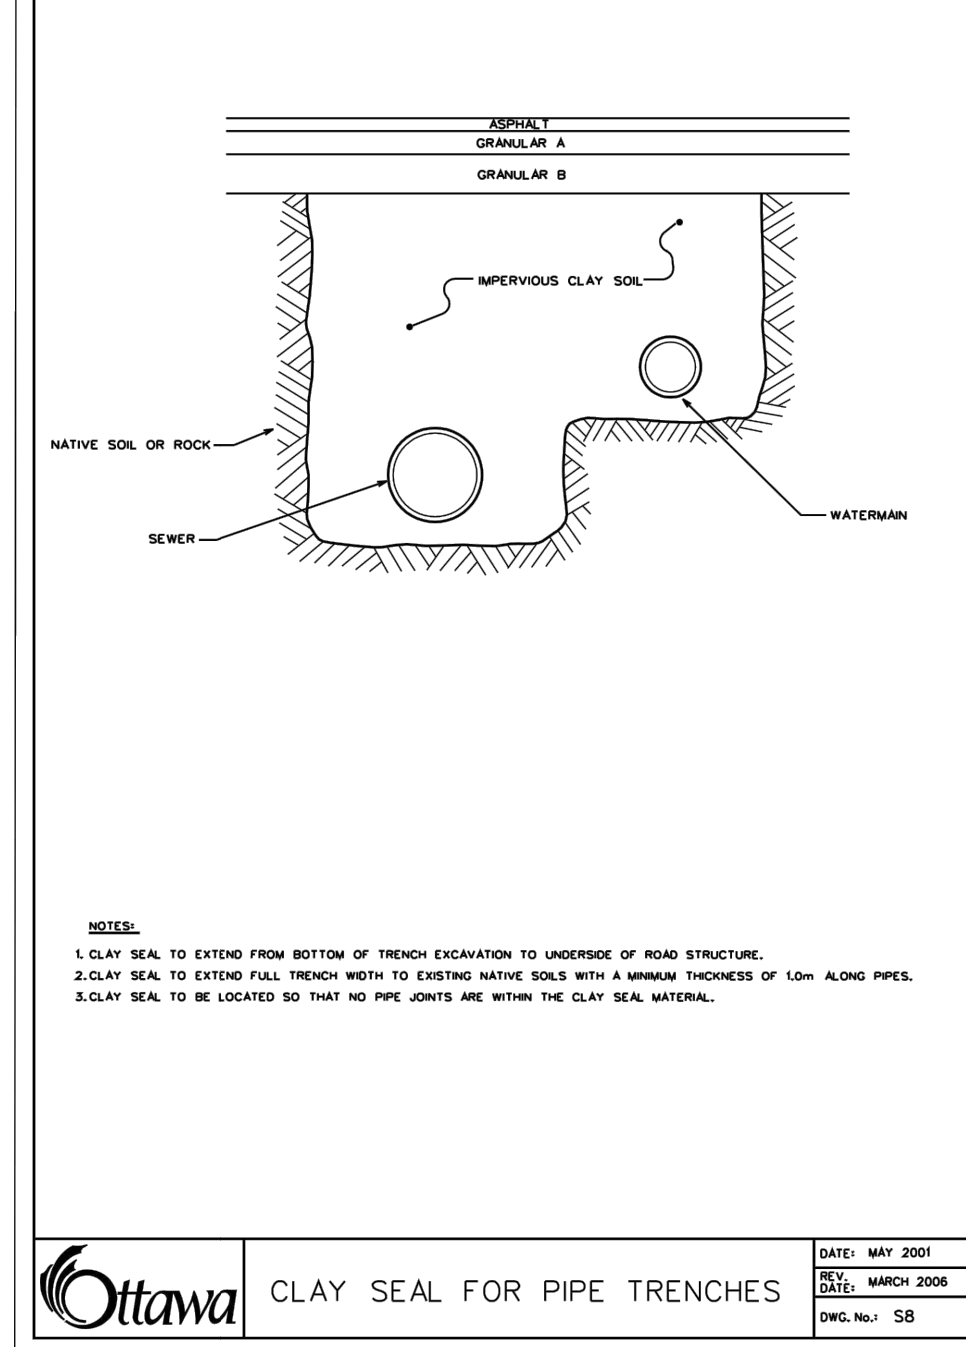 ASPHALT
GRANULAR A
GRANULAR B
IMPERVIOUS CLAY SOIL
NATIVE SOIL OR ROCK
WATERMAIN
SEWER
NOTES:
1. CLAY SEAL TO EXTEND FROM BOTTOM OF TRENCH EXCAVATION TO UNDERSIDE OF ROAD STRUCTURE.
2. CLAY SEAL TO EXTEND FULL TRENCH WIDTH TO EXISTING NATIVE SOILS WITH A MINIMUM THICKNESS OF 1.0m ALONG PIPES.
3. CLAY SEAL TO BE LOCATED SO THAT NO PIPE JOINTS ARE WITHIN THE CLAY SEAL MATERIAL.
Ottawa
CLAY SEAL FOR PIPE TRENCHES
DATE: MAY 2001
REV. DATE: MARCH 2006
DWG. No.: S8